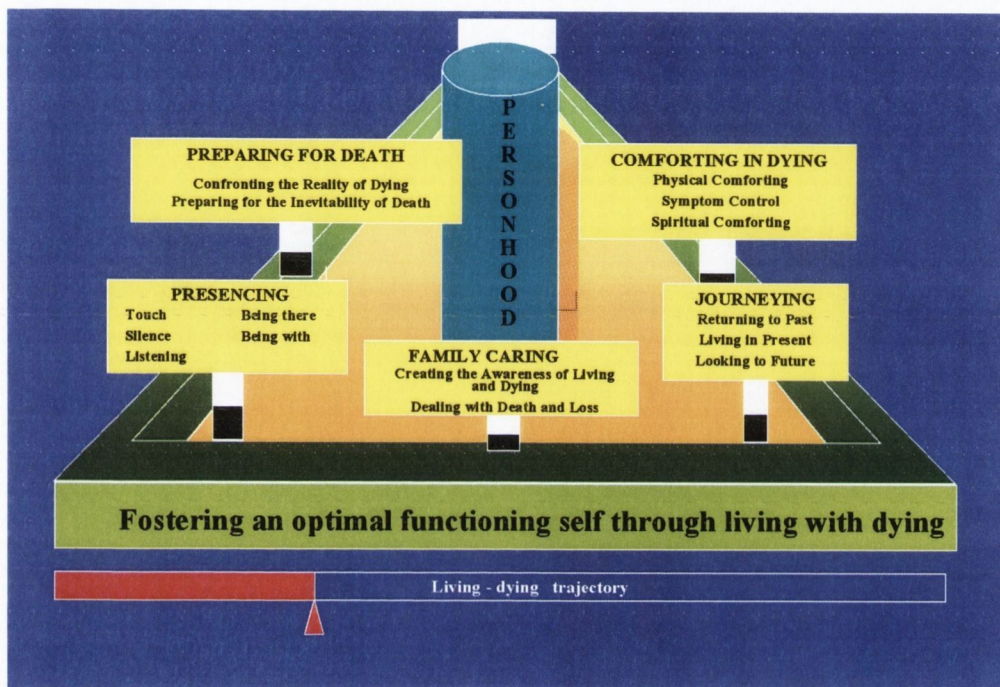 PERSONHOOD
PREPARING FOR DEATH
Confronting the Reality of Dying
Preparing for the Inevitability of Death
COMFORTING IN DYING
Physical Comforting
Symptom Control
Spiritual Comforting
PRESENCING
Touch Being there
Silence Being with
Listening
JOURNEYING
Returning to Past
Living in Present
Looking to Future
FAMILY CARING
Creating the Awareness of Living
and Dying
Dealing with Death and Loss
Fostering an optimal functioning self through living with dying
Living - dying trajectory